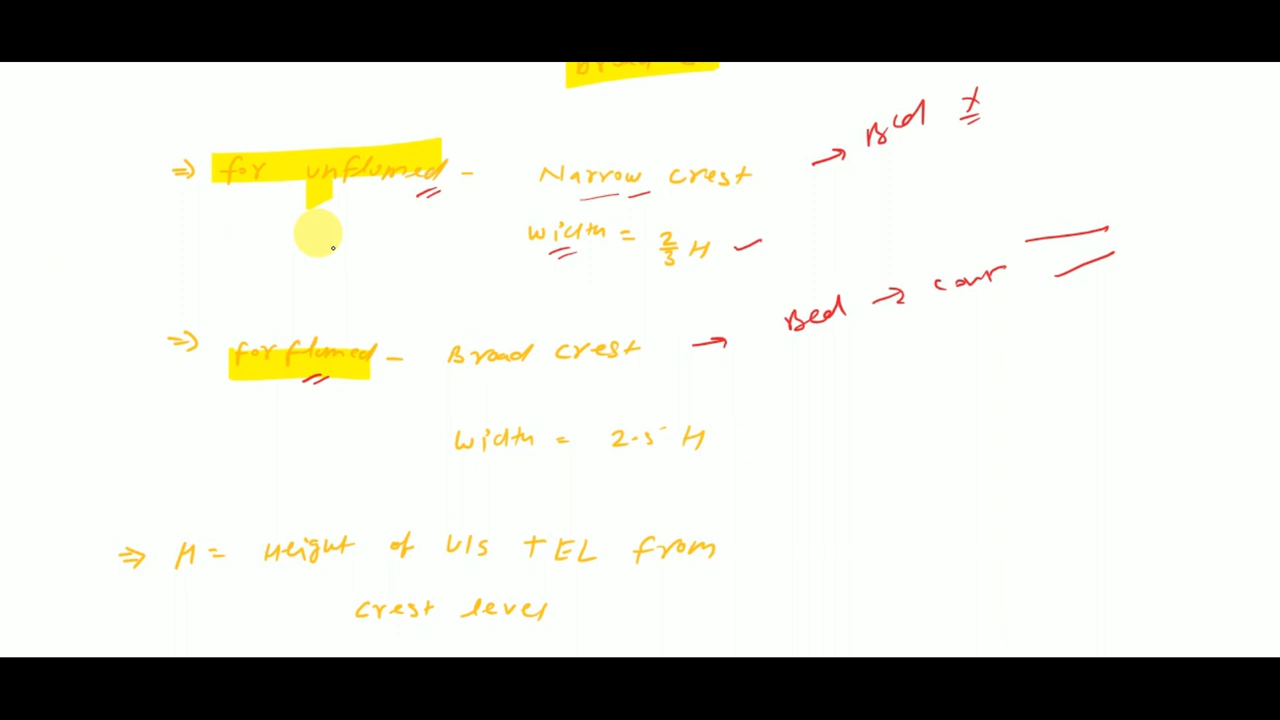 => for unflumed - Narrow crest → Bed X
width = 2/3 H ✓
=> for flumed - Broad crest → Bed → conr
width = 2.5 H
=> H = Height of U/S TEL from
crest level